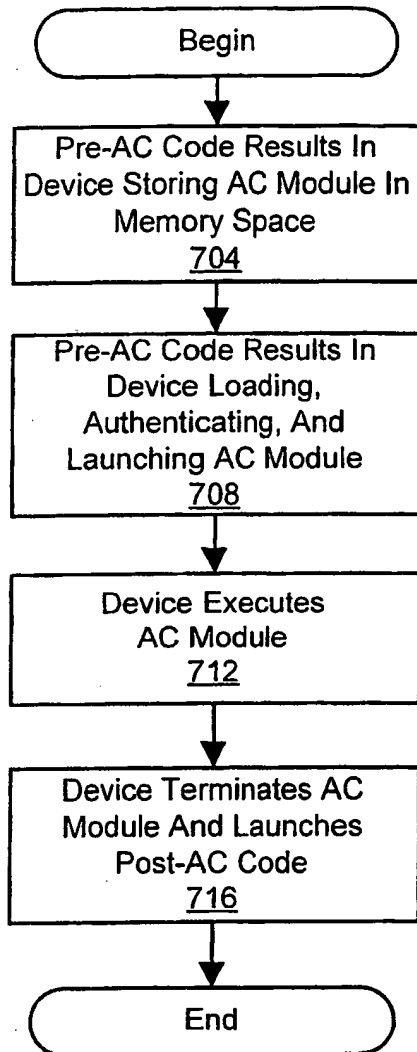 Begin
Pre-AC Code Results In
Device Storing AC Module In
Memory Space
704
Pre-AC Code Results In
Device Loading,
Authenticating, And
Launching AC Module
708
Device Executes
AC Module
712
Device Terminates AC
Module And Launches
Post-AC Code
716
End